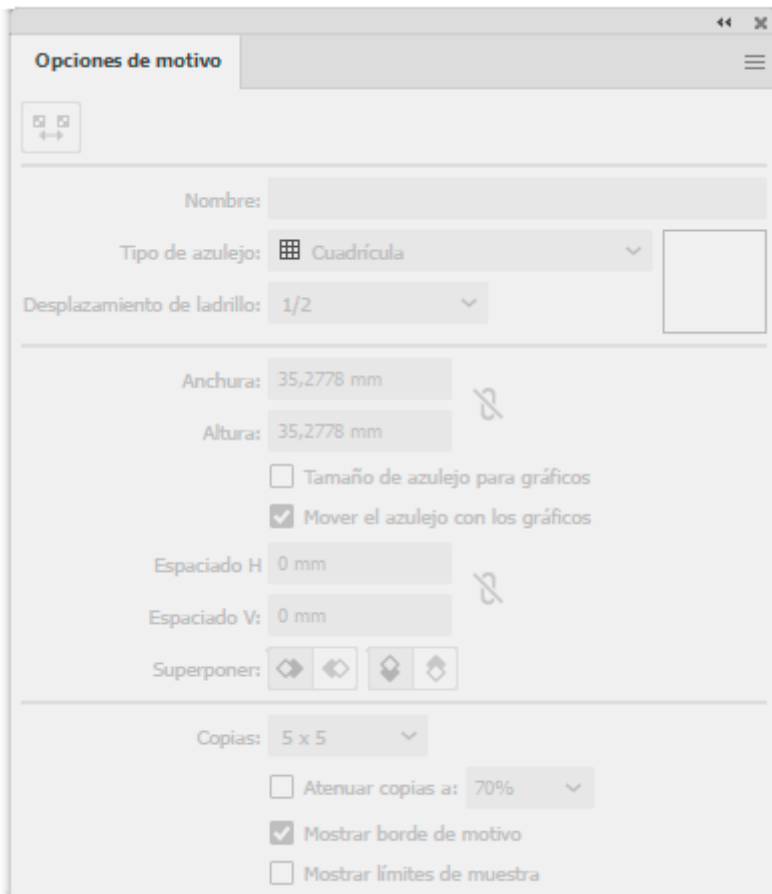 Opciones de motivo
Nombre:
Tipo de azulejo: Cuadrícula
Desplazamiento de ladrillo: 1/2
Anchura: 35,2778 mm
Altura: 35,2778 mm
Tamaño de azulejo para gráficos
Mover el azulejo con los gráficos
Espaciado H 0 mm
Espaciado V: 0 mm
Superponer:
Copias: 5 x 5
Atenuar copias a: 70%
Mostrar borde de motivo
Mostrar límites de muestra